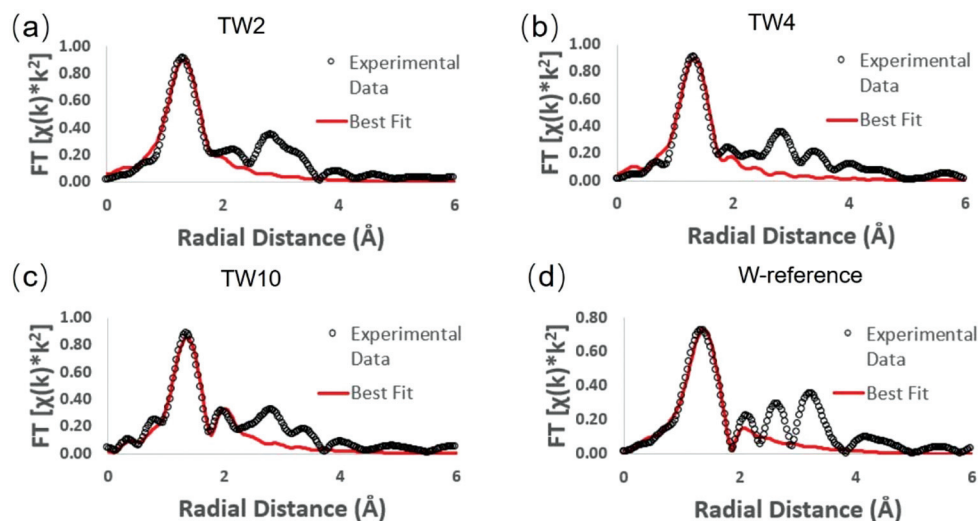 (a)
TW2
FT [χ(k)*k²]
1.00
0.80
0.60
0.40
0.20
0.00
0
2
4
6
Experimental
Data
Best Fit
Radial Distance (Å)
(b)
TW4
FT [χ(k)*k²]
1.00
0.80
0.60
0.40
0.20
0.00
0
2
4
6
Experimental
Data
Best Fit
Radial Distance (Å)
(c)
TW10
FT [χ(k)*k²]
1.00
0.80
0.60
0.40
0.20
0.00
0
2
4
6
Experimental
Data
Best Fit
Radial Distance (Å)
(d)
W-reference
FT [χ(k)*k²]
0.80
0.60
0.40
0.20
0.00
0
2
4
6
Experimental
Data
Best Fit
Radial Distance (Å)